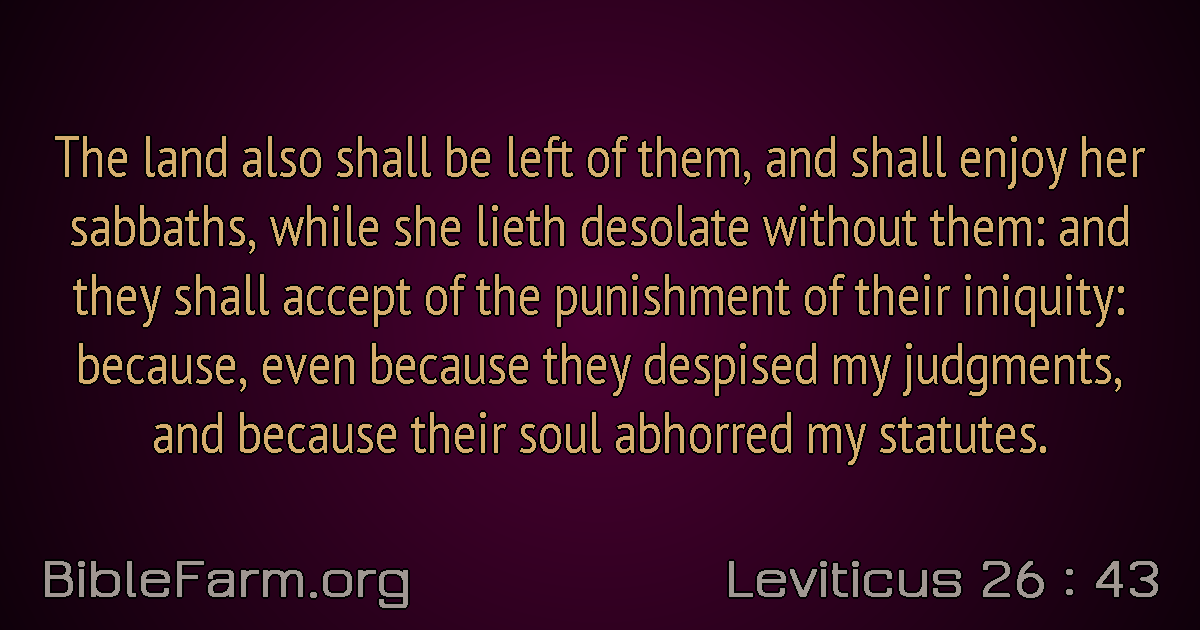 The land also shall be left of them, and shall enjoy her
sabbaths, while she lieth desolate without them: and
they shall accept of the punishment of their iniquity:
because, even because they despised my judgments,
and because their soul abhorred my statutes.
BibleFarm.org
Leviticus 26 : 43